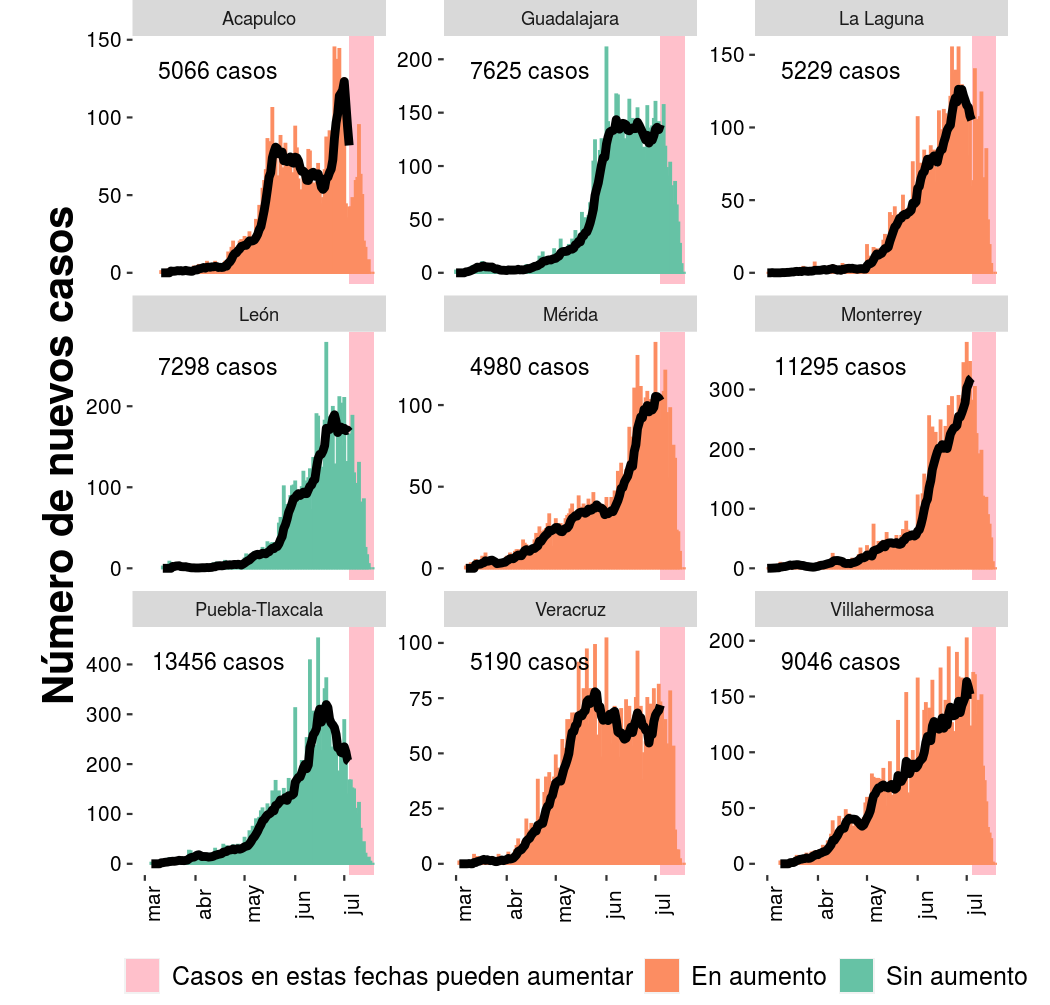 Número de nuevos casos
Acapulco
Guadalajara
La Laguna
5066 casos
7625 casos
5229 casos
150
100
50
0
200
150
100
50
0
150
100
50
0
León
Mérida
Monterrey
7298 casos
4980 casos
11295 casos
200
100
0
100
50
0
300
200
100
0
Puebla-Tlaxcala
Veracruz
Villahermosa
13456 casos
5190 casos
9046 casos
400
300
200
100
0
100
75
50
25
0
200
150
100
50
0
mar abr may jun jul
mar abr may jun jul
mar abr may jun jul
Casos en estas fechas pueden aumentar En aumento Sin aumento